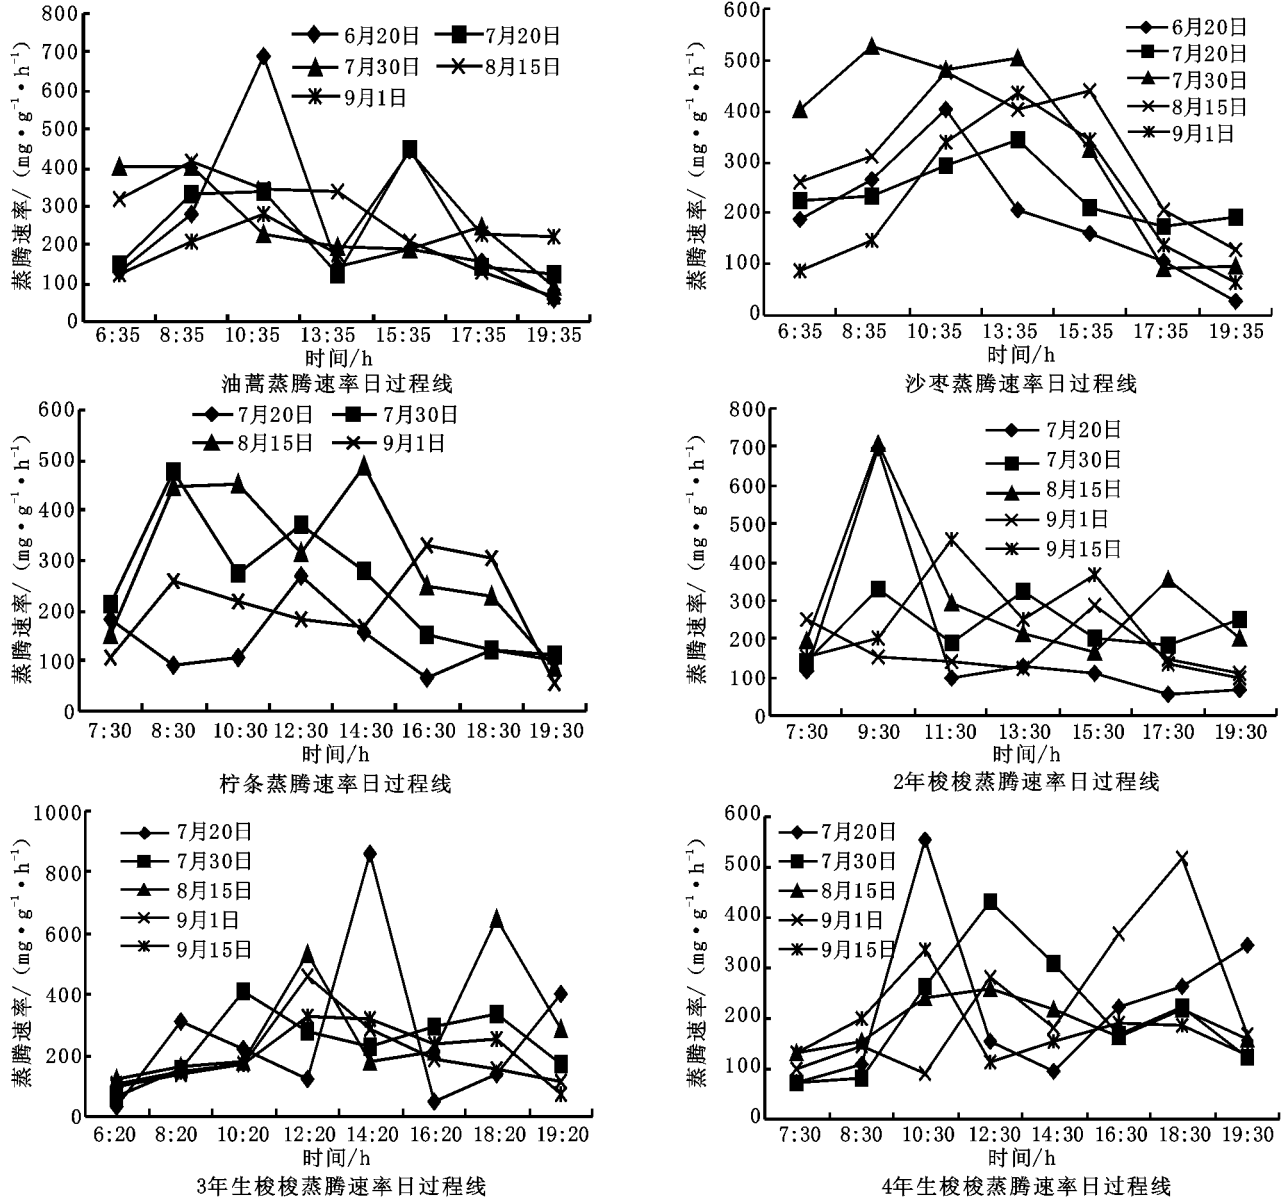 800
700
600
500
400
300
200
100
0
蒸腾速率/(mg·g⁻¹·h⁻¹)
6月20日 7月20日
7月30日 8月15日
9月1日
6:35 8:35 10:35 13:35 15:35 17:35 19:35
时间/h
油蒿蒸腾速率日过程线
600
500
400
300
200
100
0
蒸腾速率/(mg·g⁻¹·h⁻¹)
6月20日
7月20日
7月30日
8月15日
9月1日
6:35 8:35 10:35 13:35 15:35 17:35 19:35
时间/h
沙枣蒸腾速率日过程线
600
500
400
300
200
100
0
蒸腾速率/(mg·g⁻¹·h⁻¹)
7月20日 7月30日
8月15日 9月1日
7:30 8:30 10:30 12:30 14:30 16:30 18:30 19:30
时间/h
柠条蒸腾速率日过程线
800
700
600
500
400
300
200
100
0
蒸腾速率/(mg·g⁻¹·h⁻¹)
7月20日
7月30日
8月15日
9月1日
9月15日
7:30 9:30 11:30 13:30 15:30 17:30 19:30
时间/h
2年梭梭蒸腾速率日过程线
1000
800
600
400
200
0
蒸腾速率/(mg·g⁻¹·h⁻¹)
7月20日
7月30日
8月15日
9月1日
9月15日
6:20 8:20 10:20 12:20 14:20 16:20 18:20 19:20
时间/h
3年生梭梭蒸腾速率日过程线
600
500
400
300
200
100
0
蒸腾速率/(mg·g⁻¹·h⁻¹)
7月20日
7月30日
8月15日
9月1日
9月15日
7:30 8:30 10:30 12:30 14:30 16:30 18:30 19:30
时间/h
4年生梭梭蒸腾速率日过程线